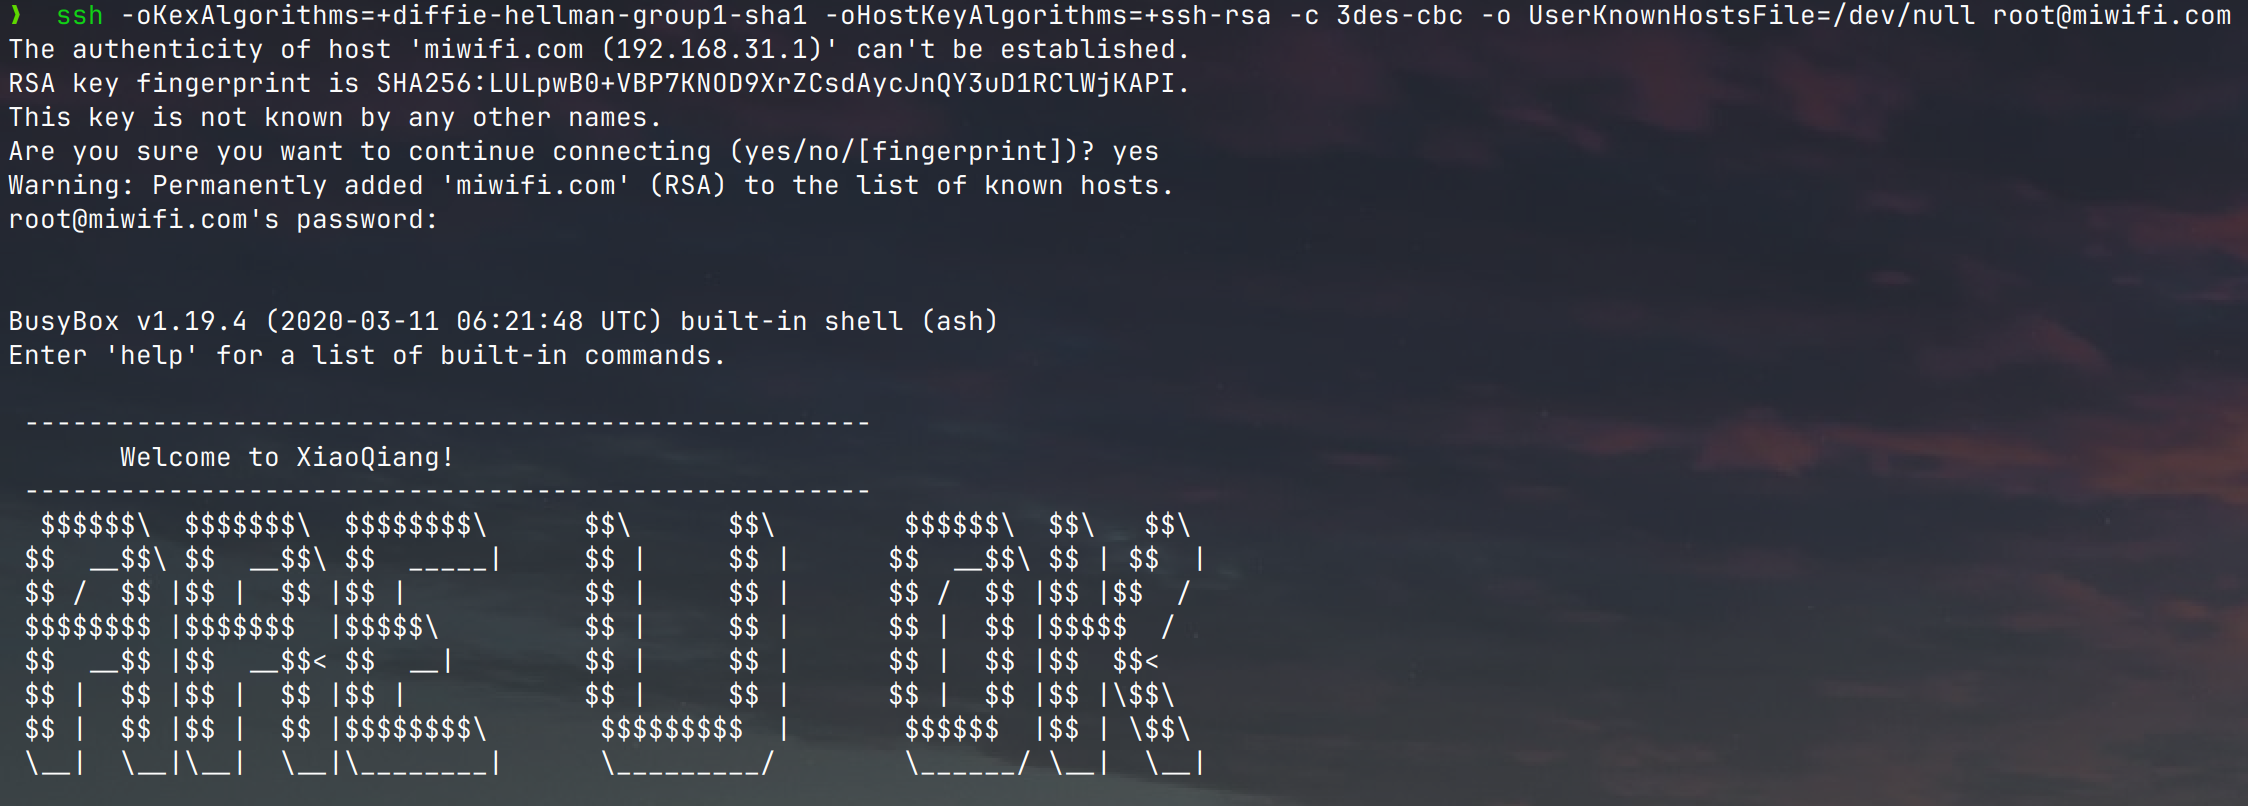 ❱  ssh -oKexAlgorithms=+diffie-hellman-group1-sha1 -oHostKeyAlgorithms=+ssh-rsa -c 3des-cbc -o UserKnownHostsFile=/dev/null root@miwifi.com
The authenticity of host 'miwifi.com (192.168.31.1)' can't be established.
RSA key fingerprint is SHA256:LULpwB0+VBP7KNOD9XrZCsdAycJnQY3uD1RClWjKAPI.
This key is not known by any other names.
Are you sure you want to continue connecting (yes/no/[fingerprint])? yes
Warning: Permanently added 'miwifi.com' (RSA) to the list of known hosts.
root@miwifi.com's password:


BusyBox v1.19.4 (2020-03-11 06:21:48 UTC) built-in shell (ash)
Enter 'help' for a list of built-in commands.

 -----------------------------------------------------
       Welcome to XiaoQiang!
 -----------------------------------------------------
  $$$$$$\  $$$$$$$\  $$$$$$$$\      $$\      $$\        $$$$$$\  $$\   $$\
 $$  __$$\ $$  __$$\ $$  _____|     $$ |     $$ |      $$  __$$\ $$ | $$  |
 $$ /  $$ |$$ |  $$ |$$ |           $$ |     $$ |      $$ /  $$ |$$ |$$  /
 $$$$$$$$ |$$$$$$$  |$$$$$\         $$ |     $$ |      $$ |  $$ |$$$$$  /
 $$  __$$ |$$  __$$< $$  __|        $$ |     $$ |      $$ |  $$ |$$  $$<
 $$ |  $$ |$$ |  $$ |$$ |           $$ |     $$ |      $$ |  $$ |$$ |\$$\
 $$ |  $$ |$$ |  $$ |$$$$$$$$\       $$$$$$$$$  |       $$$$$$  |$$ | \$$\
 \__|  \__|\__|  \__|\________|      \_________/        \______/ \__|  \__|